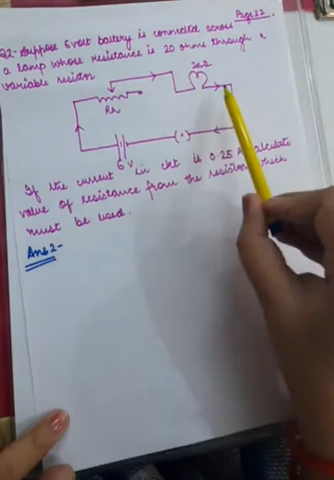 Page 22.
Q2- Suppose 6 volt battery is connected across
a lamp whose resistance is 20 ohms through a
variable resistor
20Ω
Rh
6 V
If the current in ckt is 0.25 A calculate
value of resistance from the resistor which
must be used.
Ans 2-